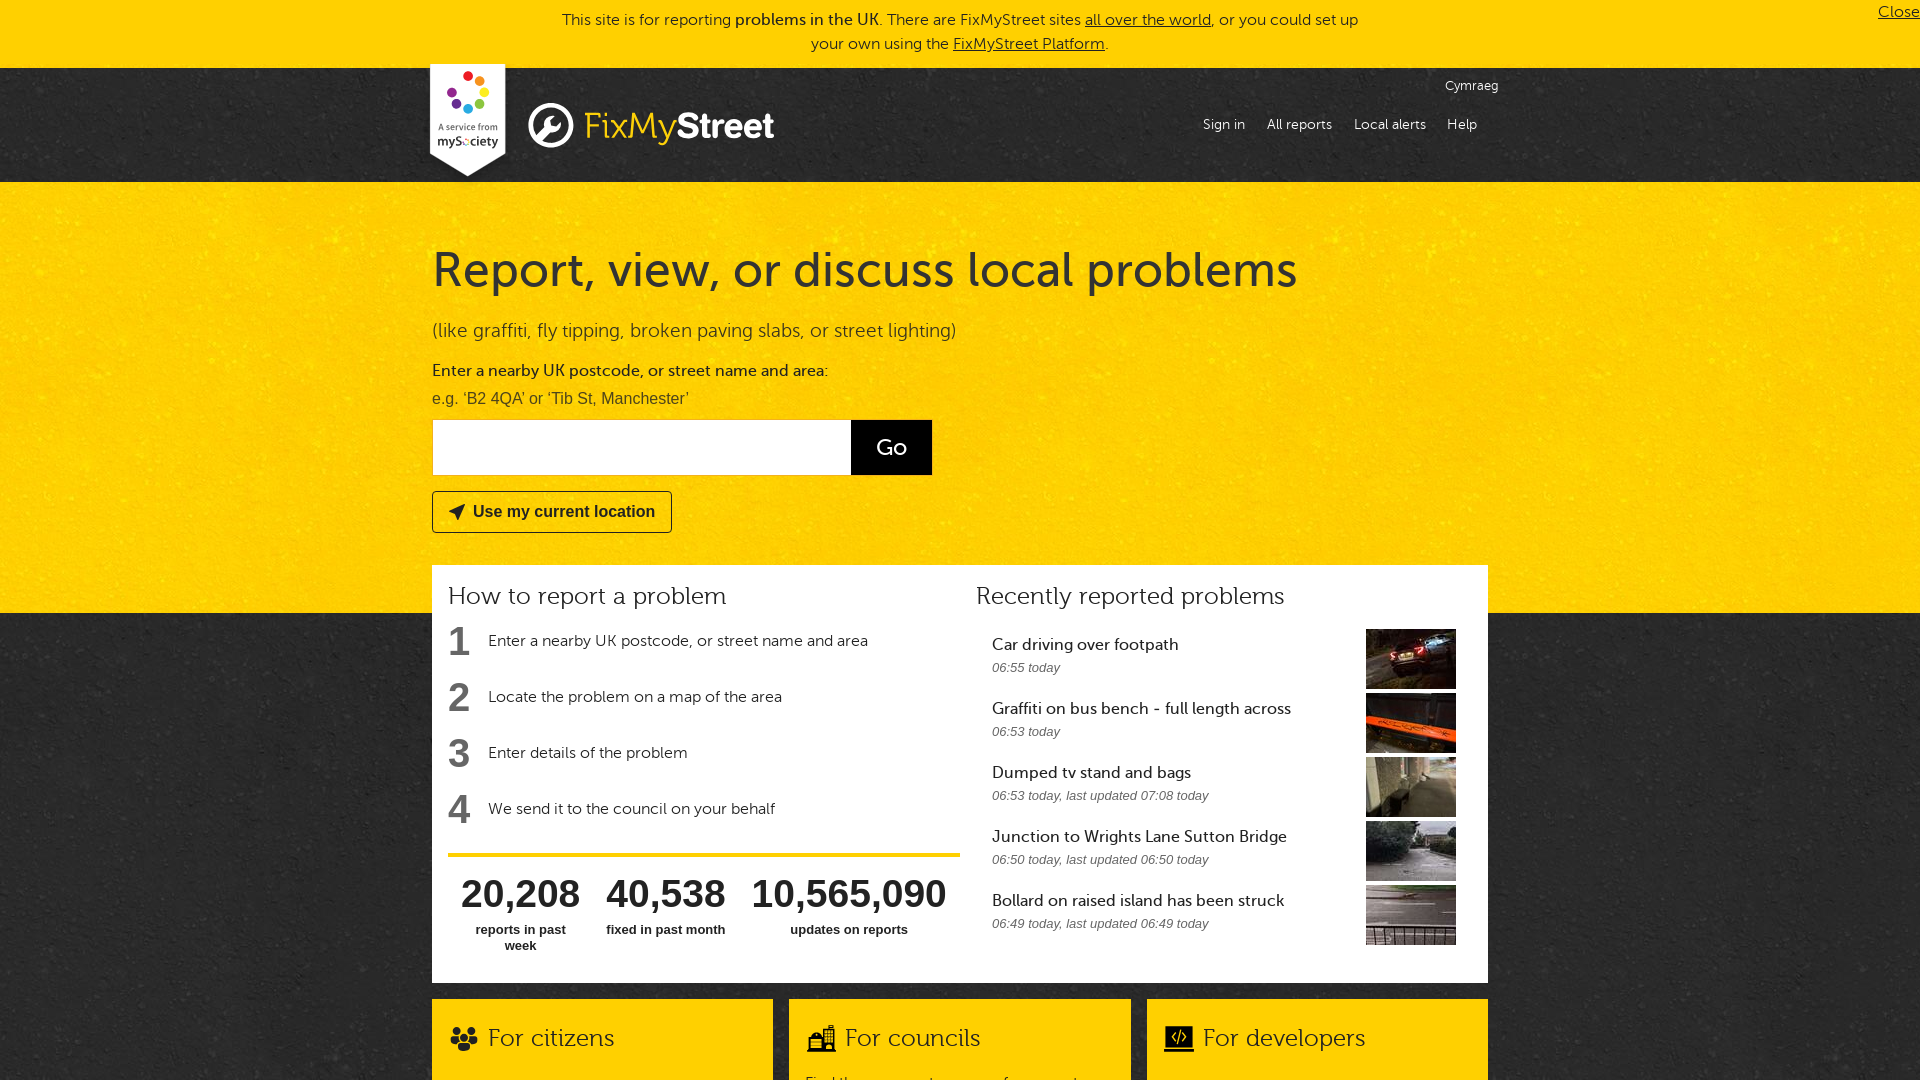 This site is for reporting problems in the UK. There are FixMyStreet sites all over the world, or you could set up
your own using the FixMyStreet Platform.
Close
A service from
mySociety
FixMyStreet
Cymraeg
Sign in
All reports
Local alerts
Help
Report, view, or discuss local problems
(like graffiti, fly tipping, broken paving slabs, or street lighting)
Enter a nearby UK postcode, or street name and area:
e.g. ‘B2 4QA’ or ‘Tib St, Manchester’
Go
Use my current location
How to report a problem
1 Enter a nearby UK postcode, or street name and area
2 Locate the problem on a map of the area
3 Enter details of the problem
4 We send it to the council on your behalf
20,208
reports in past
week
40,538
fixed in past month
10,565,090
updates on reports
Recently reported problems
Car driving over footpath
06:55 today
Graffiti on bus bench - full length across
06:53 today
Dumped tv stand and bags
06:53 today, last updated 07:08 today
Junction to Wrights Lane Sutton Bridge
06:50 today, last updated 06:50 today
Bollard on raised island has been struck
06:49 today, last updated 06:49 today
For citizens
For councils
For developers